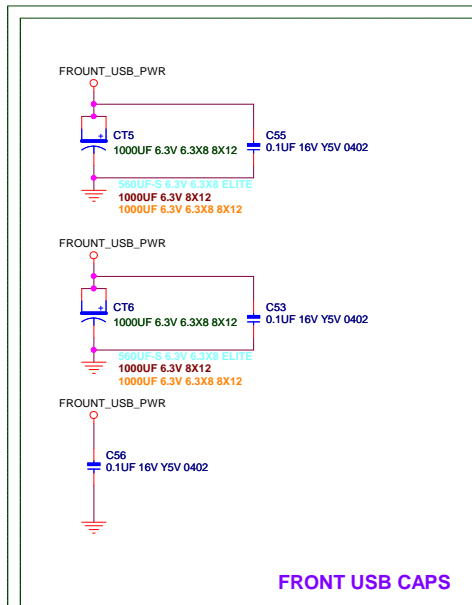 FROUNT_USB_PWR
+
CT5
1000UF 6.3V 6.3X8 8X12
C55
0.1UF 16V Y5V 0402
560UF-S 6.3V 6.3X8 ELITE
1000UF 6.3V 8X12
1000UF 6.3V 6.3X8 8X12
FROUNT_USB_PWR
+
CT6
1000UF 6.3V 6.3X8 8X12
C53
0.1UF 16V Y5V 0402
560UF-S 6.3V 6.3X8 ELITE
1000UF 6.3V 8X12
1000UF 6.3V 6.3X8 8X12
FROUNT_USB_PWR
C56
0.1UF 16V Y5V 0402
FRONT USB CAPS